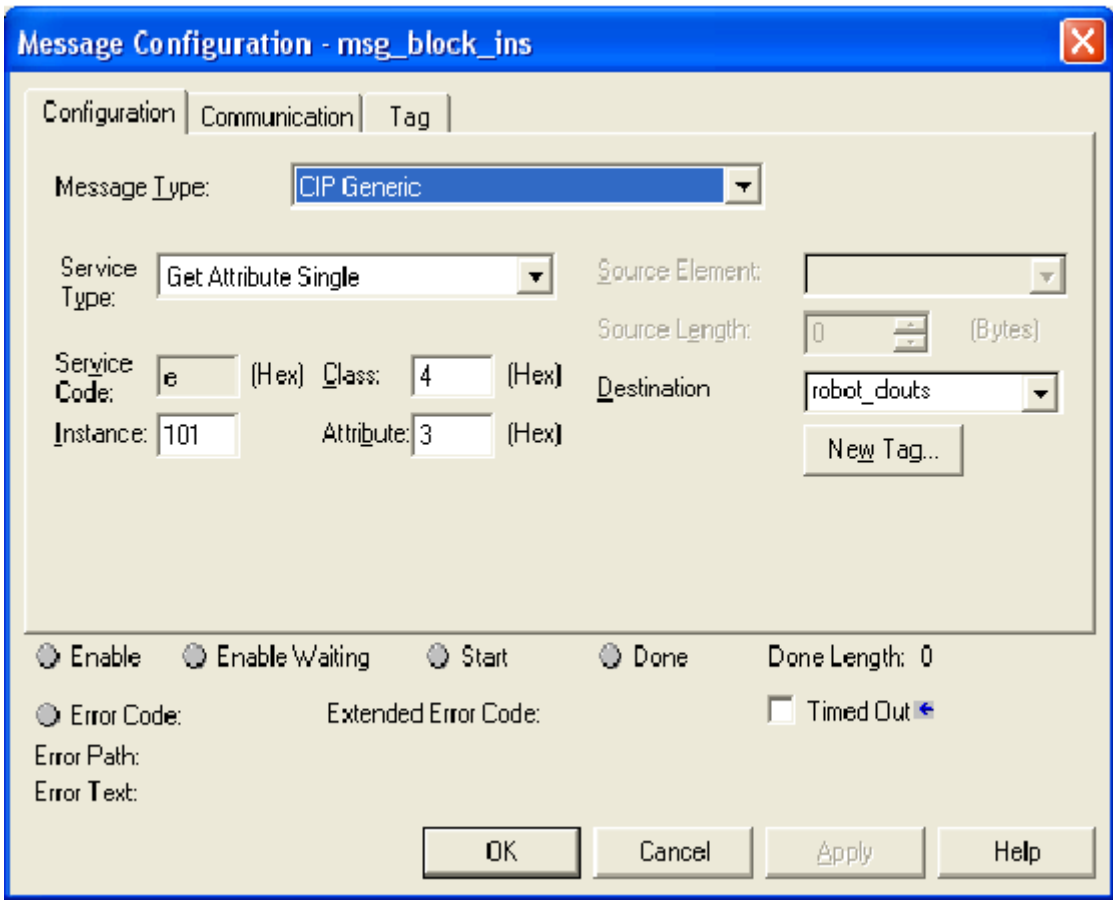 Message Configuration - msg_block_ins
Configuration Communication Tag
Message Type: CIP Generic
Service Type: Get Attribute Single
Source Element:
Source Length: 0 (Bytes)
Service Code: e (Hex) Class: 4 (Hex)
Destination robot_douts
Instance: 101 Attribute: 3 (Hex)
New Tag...
Enable Enable Waiting Start Done Done Length: 0
Error Code: Extended Error Code: Timed Out
Error Path:
Error Text:
OK Cancel Apply Help